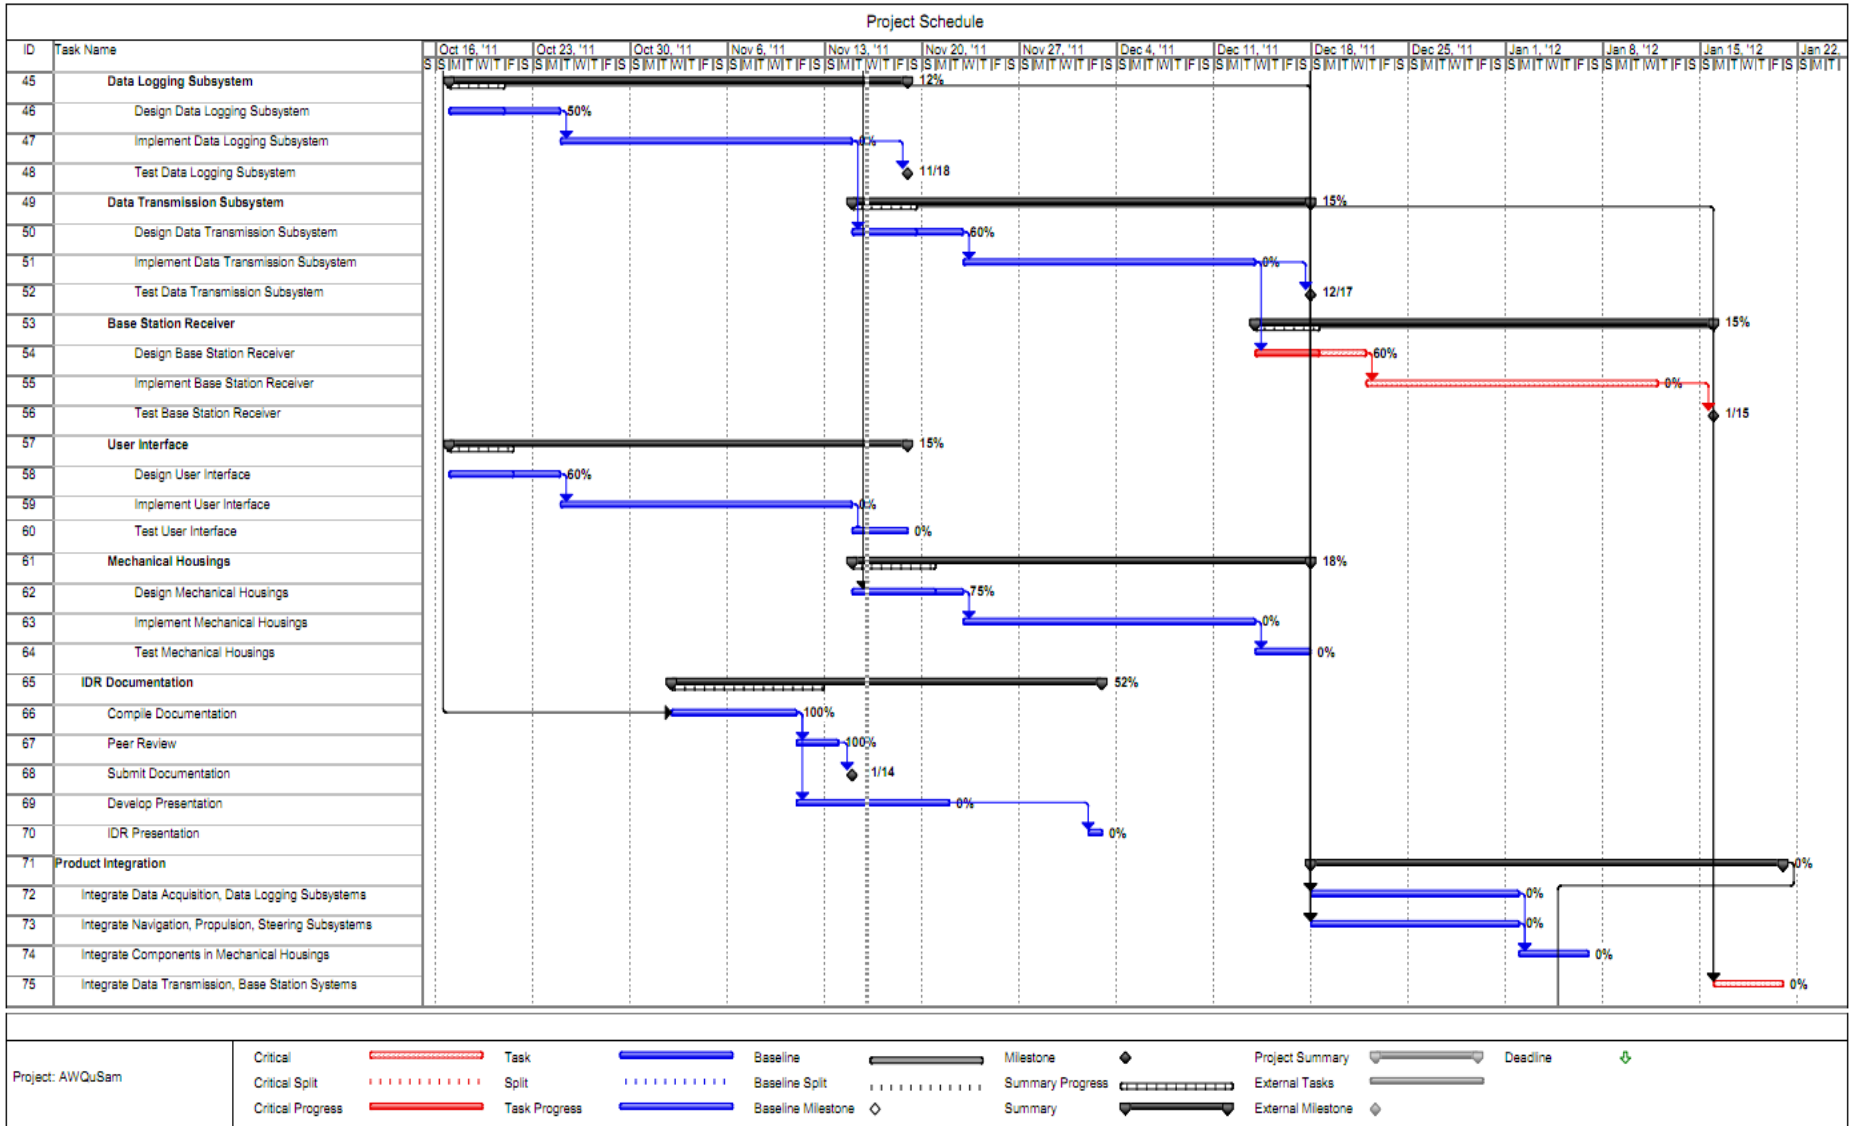 Project Schedule
ID Task Name Oct 16, '11 Oct 23, '11 Oct 30, '11 Nov 6, '11 Nov 13, '11 Nov 20, '11 Nov 27, '11 Dec 4, '11 Dec 11, '11 Dec 18, '11 Dec 25, '11 Jan 1, '12 Jan 8, '12 Jan 15, '12 Jan 22,
S S M T W T F S S M T W T F S S M T W T F S S M T W T F S S M T W T F S S M T W T F S S M T W T F S S M T W T F S S M T W T F S S M T W T F S S M T W T F S S M T W T F S S M T W T F S S M T W T F S S M T
45 Data Logging Subsystem 12%
46 Design Data Logging Subsystem 50%
47 Implement Data Logging Subsystem 0%
48 Test Data Logging Subsystem 11/18
49 Data Transmission Subsystem 15%
50 Design Data Transmission Subsystem 60%
51 Implement Data Transmission Subsystem 0%
52 Test Data Transmission Subsystem 12/17
53 Base Station Receiver 15%
54 Design Base Station Receiver 60%
55 Implement Base Station Receiver 0%
56 Test Base Station Receiver 1/15
57 User Interface 15%
58 Design User Interface 60%
59 Implement User Interface 0%
60 Test User Interface 0%
61 Mechanical Housings 18%
62 Design Mechanical Housings 75%
63 Implement Mechanical Housings 0%
64 Test Mechanical Housings 0%
65 IDR Documentation 52%
66 Compile Documentation 100%
67 Peer Review 100%
68 Submit Documentation 1/14
69 Develop Presentation 0%
70 IDR Presentation 0%
71 Product Integration 0%
72 Integrate Data Acquisition, Data Logging Subsystems 0%
73 Integrate Navigation, Propulsion, Steering Subsystems 0%
74 Integrate Components in Mechanical Housings 0%
75 Integrate Data Transmission, Base Station Systems 0%
Project: AWQuSam
Critical Task Baseline Milestone Project Summary Deadline
Critical Split Split Baseline Split Summary Progress External Tasks
Critical Progress Task Progress Baseline Milestone Summary External Milestone